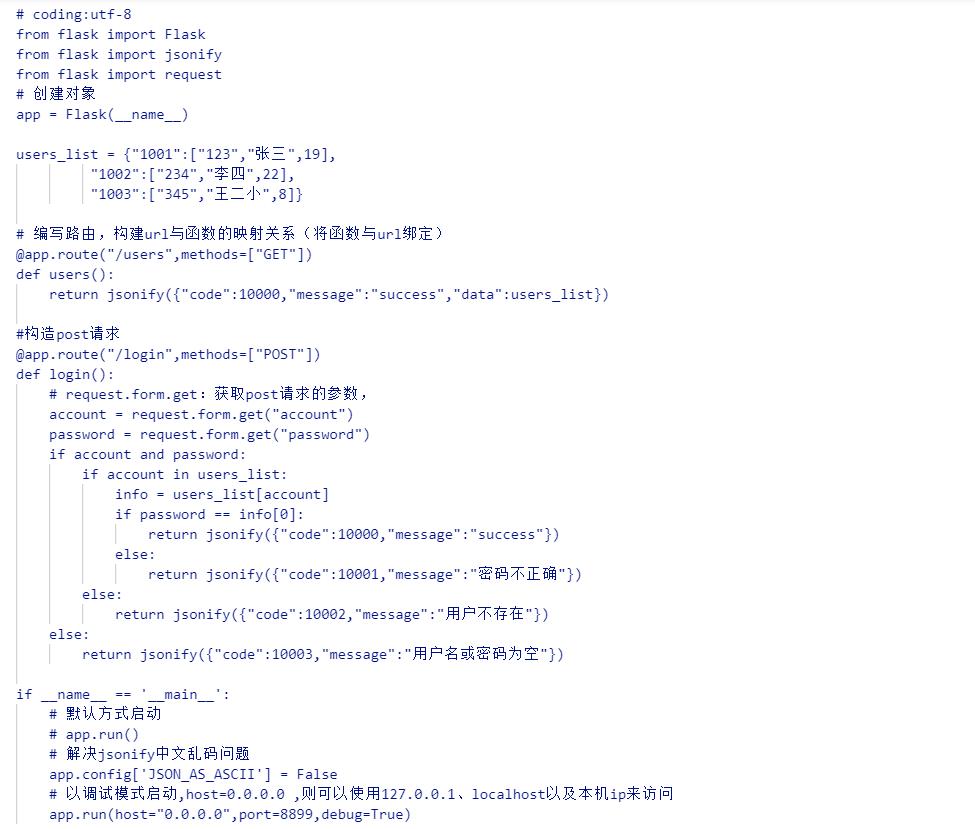 # coding:utf-8
from flask import Flask
from flask import jsonify
from flask import request
# 创建对象
app = Flask(__name__)
users_list = {"1001":["123","张三",19],
"1002":["234","李四",22],
"1003":["345","王二小",8]}
# 编写路由，构建url与函数的映射关系（将函数与url绑定）
@app.route("/users",methods=["GET"])
def users():
return jsonify({"code":10000,"message":"success","data":users_list})
#构造post请求
@app.route("/login",methods=["POST"])
def login():
# request.form.get：获取post请求的参数，
account = request.form.get("account")
password = request.form.get("password")
if account and password:
if account in users_list:
info = users_list[account]
if password == info[0]:
return jsonify({"code":10000,"message":"success"})
else:
return jsonify({"code":10001,"message":"密码不正确"})
else:
return jsonify({"code":10002,"message":"用户不存在"})
else:
return jsonify({"code":10003,"message":"用户名或密码为空"})
if __name__ == '__main__':
# 默认方式启动
# app.run()
# 解决jsonify中文乱码问题
app.config['JSON_AS_ASCII'] = False
# 以调试模式启动,host=0.0.0.0 ,则可以使用127.0.0.1、localhost以及本机ip来访问
app.run(host="0.0.0.0",port=8899,debug=True)